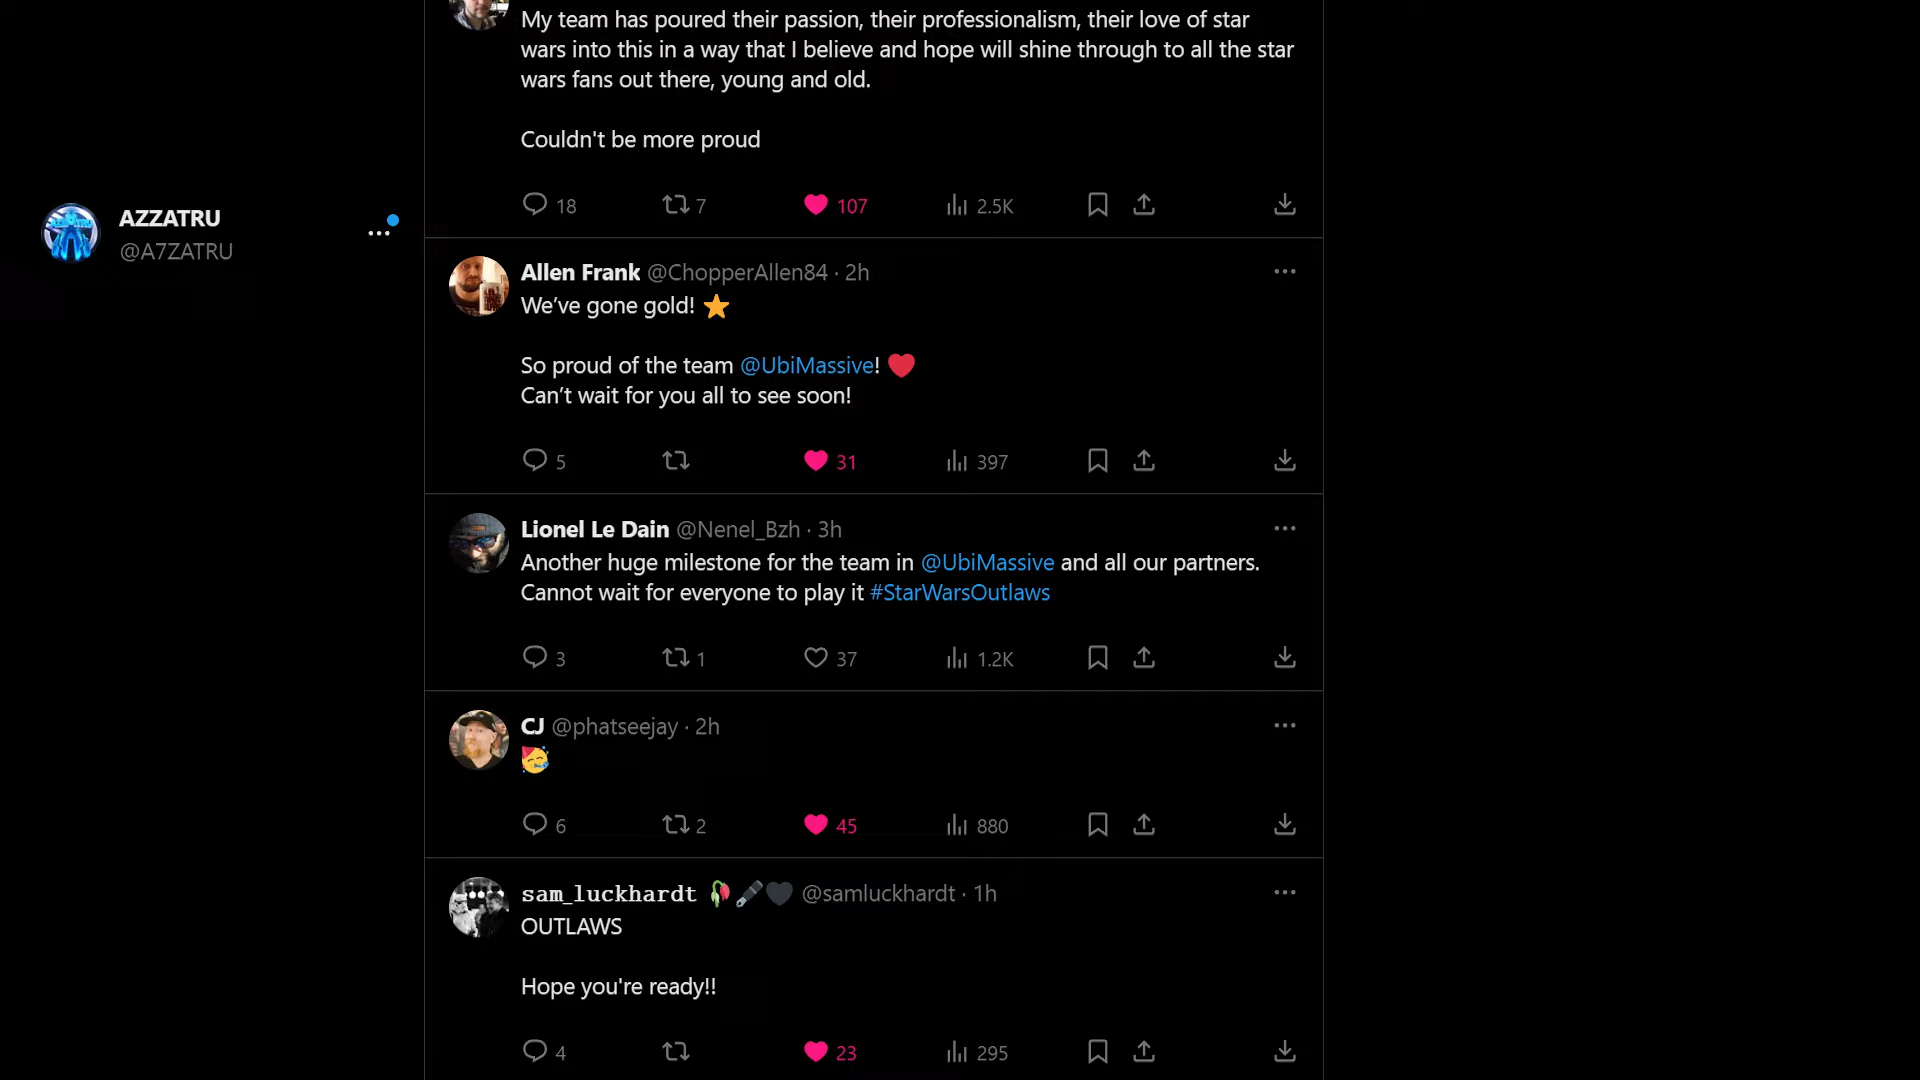 My team has poured their passion, their professionalism, their love of star
wars into this in a way that I believe and hope will shine through to all the star
wars fans out there, young and old.
Couldn't be more proud
18 7 107 2.5K
AZZATRU
@A7ZATRU
Allen Frank @ChopperAllen84 · 2h
We’ve gone gold! ⭐
So proud of the team @UbiMassive! ❤️
Can’t wait for you all to see soon!
5 31 397
Lionel Le Dain @Nenel_Bzh · 3h
Another huge milestone for the team in @UbiMassive and all our partners.
Cannot wait for everyone to play it #StarWarsOutlaws
3 1 37 1.2K
CJ @phatseejay · 2h
🥳
6 2 45 880
sam_luckhardt 🥀🖋️🖤 @samluckhardt · 1h
OUTLAWS
Hope you're ready!!
4 23 295